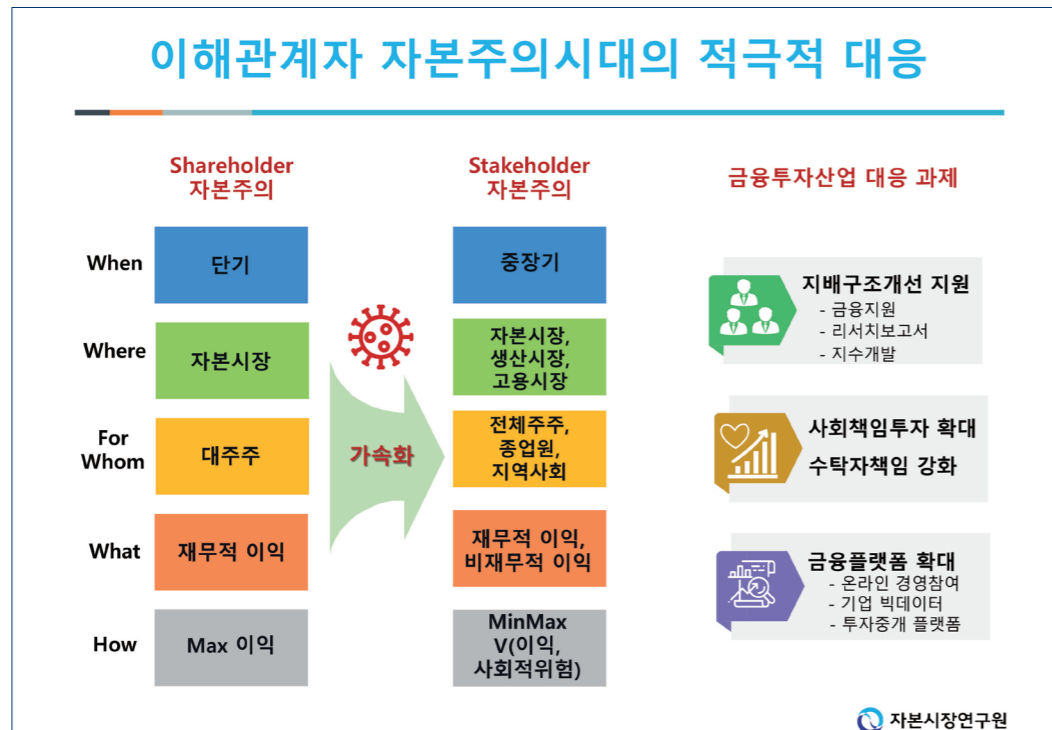 이해관계자 자본주의시대의 적극적 대응
Shareholder
자본주의
Stakeholder
자본주의
금융투자산업 대응 과제
When
단기
중장기
Where
자본시장
자본시장,
생산시장,
고용시장
For
Whom
대주주
가속화
전체주주,
종업원,
지역사회
What
재무적 이익
재무적 이익,
비재무적 이익
How
Max 이익
MinMax
V(이익,
사회적위험)
지배구조개선 지원
- 금융지원
- 리서치보고서
- 지수개발
사회책임투자 확대
수탁자책임 강화
금융플랫폼 확대
- 온라인 경영참여
- 기업 빅데이터
- 투자중개 플랫폼
자본시장연구원